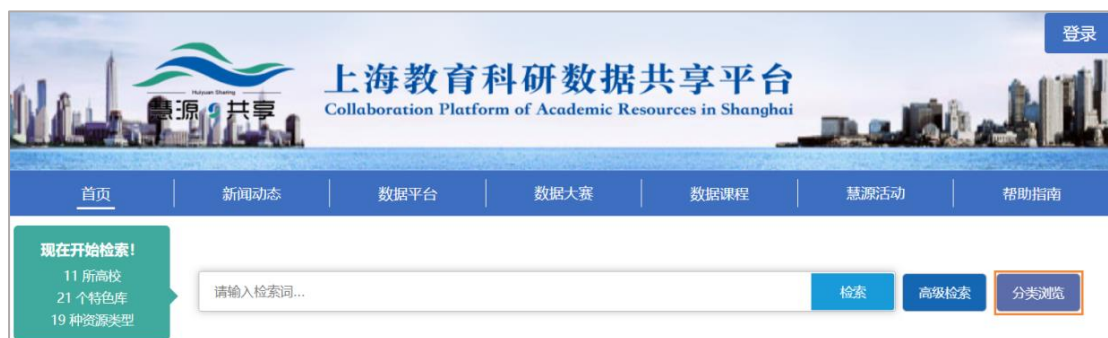 登录
Huiyuan Sharing
慧源共享
上海教育科研数据共享平台
Collaboration Platform of Academic Resources in Shanghai
首页 新闻动态 数据平台 数据大赛 数据课程 慧源活动 帮助指南
现在开始检索!
11 所高校
21 个特色库
19 种资源类型
请输入检索词... 检索 高级检索 分类浏览